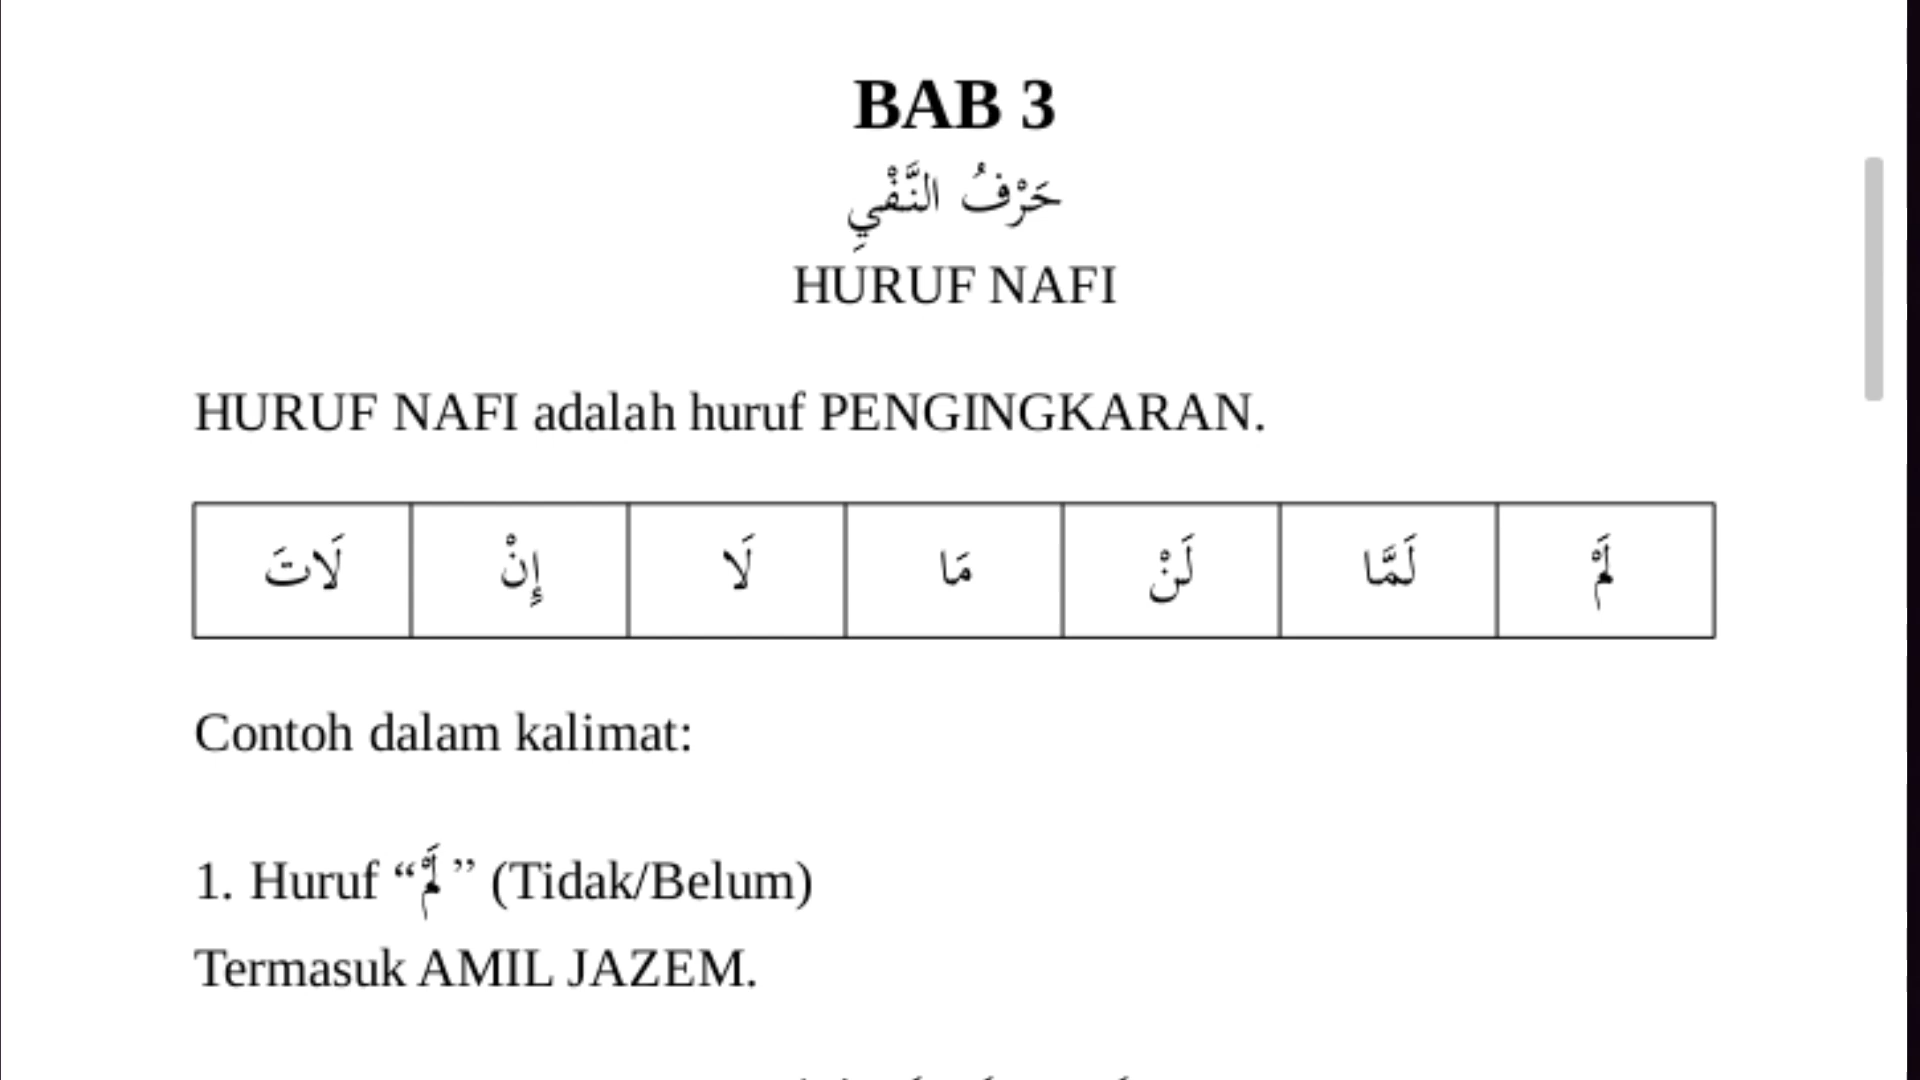 BAB 3
حَرْفُ النَّفْيِ
HURUF NAFI
HURUF NAFI adalah huruf PENGINGKARAN.
لَمْ لَمَّا لَنْ مَا لَا إِنْ لَاتَ
Contoh dalam kalimat:
1. Huruf “لَمْ” (Tidak/Belum)
Termasuk AMIL JAZEM.